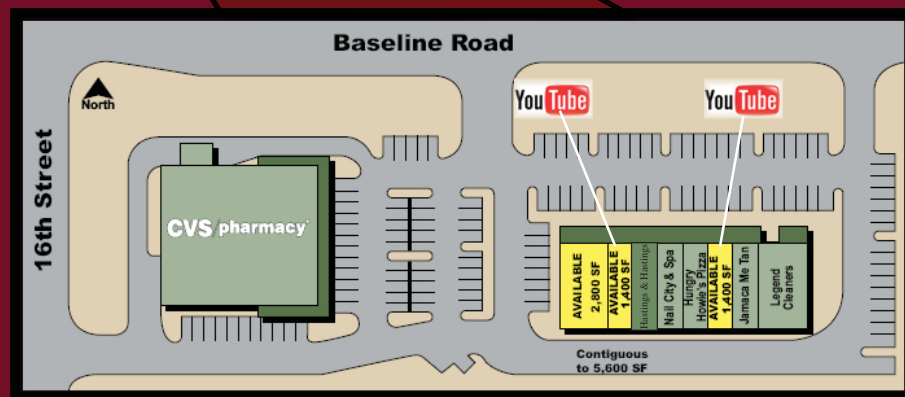 Baseline Road
North
16th Street
YouTube
YouTube
CVS/pharmacy
AVAILABLE
2,800 SF
AVAILABLE
1,400 SF
Hastings & Hastings
Nail City & Spa
Hungry
Howie's Pizza
AVAILABLE
1,400 SF
Jamaca Me Tan
Legend
Cleaners
Contiguous
to 5,600 SF